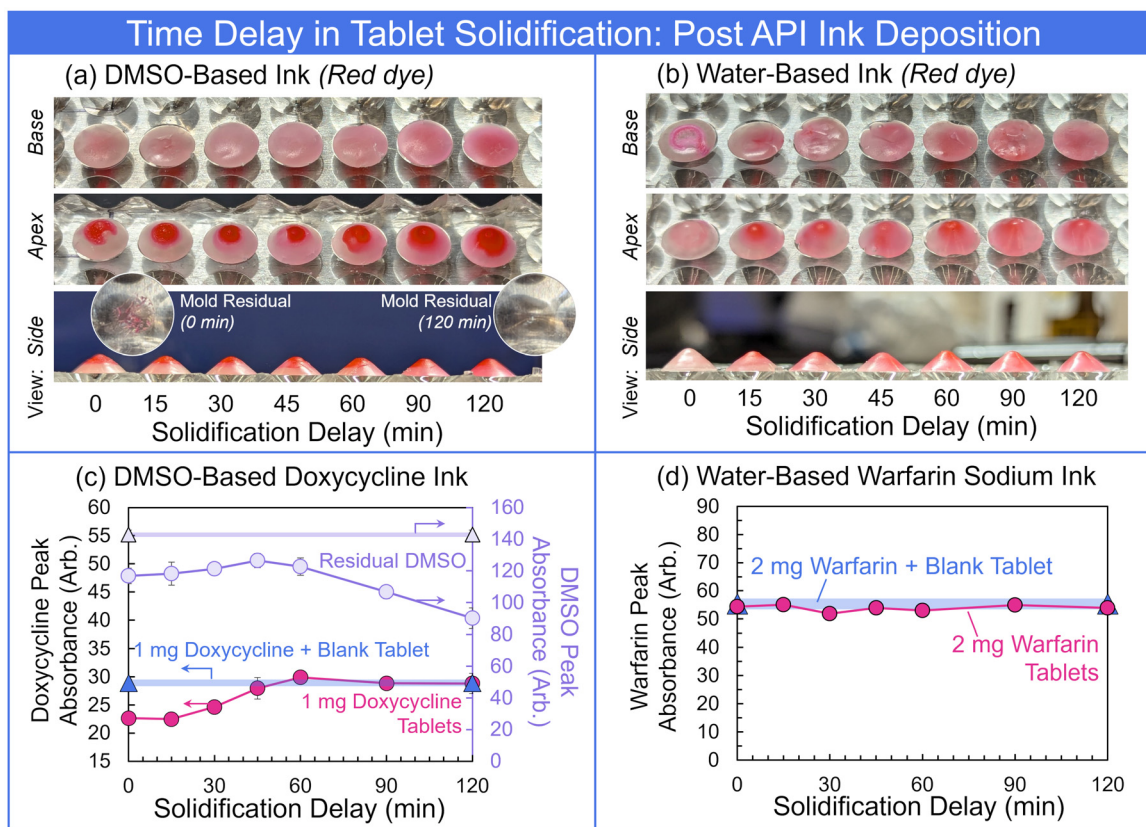 Time Delay in Tablet Solidification: Post API Ink Deposition
(a) DMSO-Based Ink (Red dye)
Base
Apex
View: Side
Mold Residual
(0 min)
Mold Residual
(120 min)
0 15 30 45 60 90 120
Solidification Delay (min)
(b) Water-Based Ink (Red dye)
Base
Apex
View: Side
0 15 30 45 60 90 120
Solidification Delay (min)
(c) DMSO-Based Doxycycline Ink
Doxycycline Peak
Absorbance (Arb.)
60
55
50
45
40
35
30
25
20
15
160
140
120
100
80
60
40
20
0
DMSO Peak
Absorbance (Arb.)
Residual DMSO
1 mg Doxycycline + Blank Tablet
1 mg Doxycycline
Tablets
0 30 60 90 120
Solidification Delay (min)
(d) Water-Based Warfarin Sodium Ink
Warfarin Peak
Absorbance (Arb.)
90
80
70
60
50
40
30
20
10
0
2 mg Warfarin + Blank Tablet
2 mg Warfarin
Tablets
0 30 60 90 120
Solidification Delay (min)